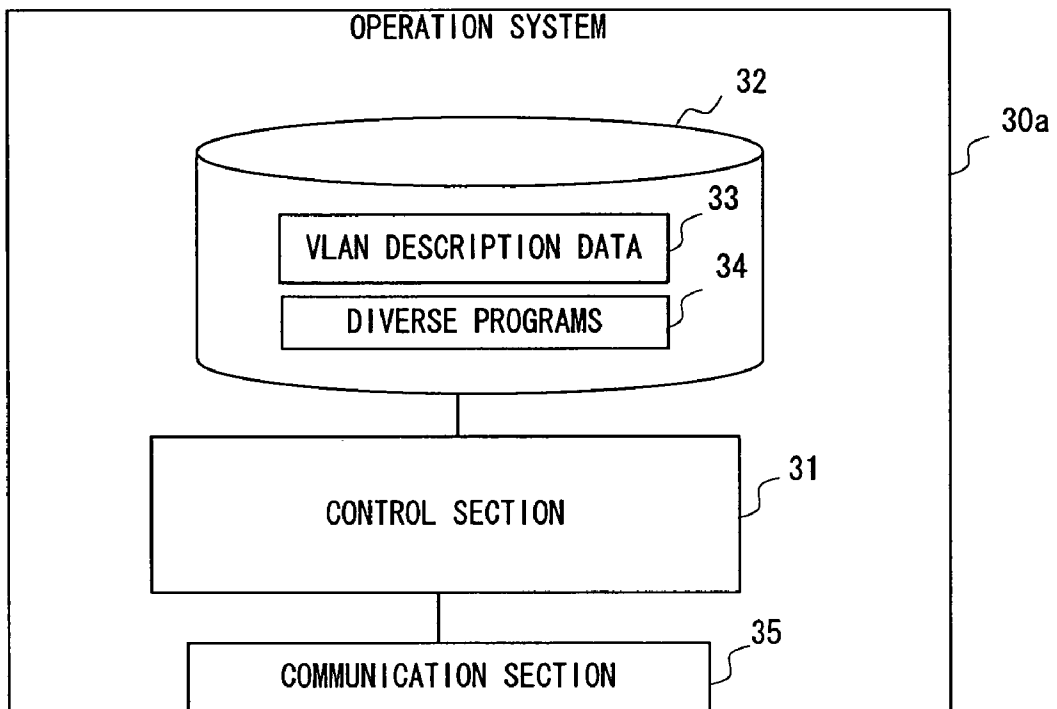 OPERATION SYSTEM
32
30a
33
VLAN DESCRIPTION DATA
34
DIVERSE PROGRAMS
31
CONTROL SECTION
35
COMMUNICATION SECTION